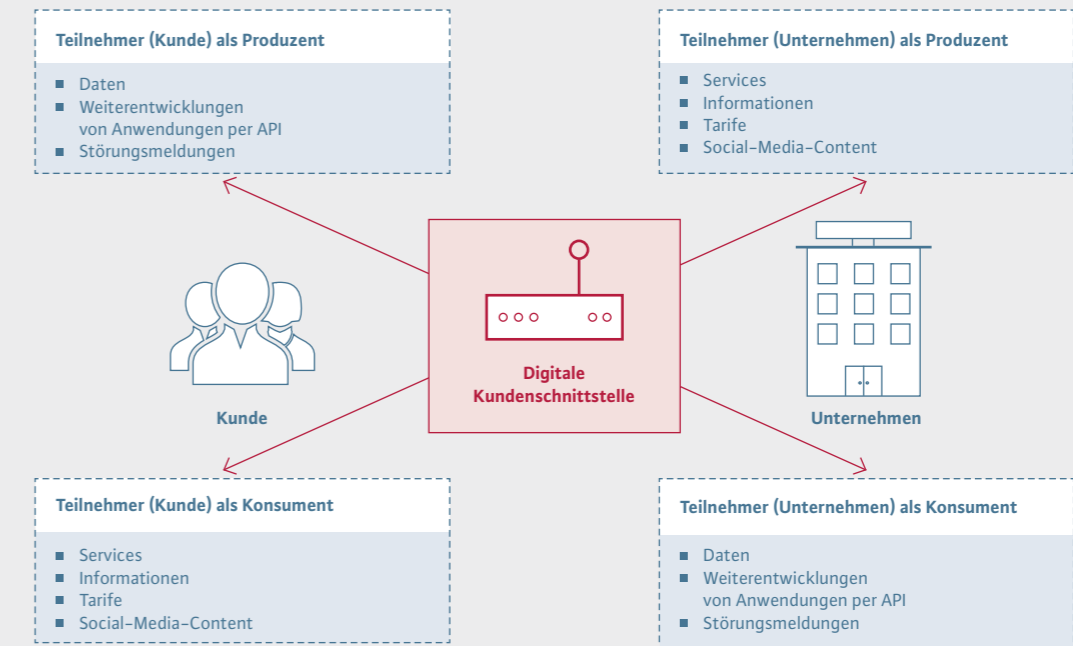 Teilnehmer (Kunde) als Produzent
Daten
Weiterentwicklungen
von Anwendungen per API
Störungsmeldungen
Teilnehmer (Unternehmen) als Produzent
Services
Informationen
Tarife
Social-Media-Content
Digitale
Kundenschnittstelle
Kunde
Unternehmen
Teilnehmer (Kunde) als Konsument
Services
Informationen
Tarife
Social-Media-Content
Teilnehmer (Unternehmen) als Konsument
Daten
Weiterentwicklungen
von Anwendungen per API
Störungsmeldungen